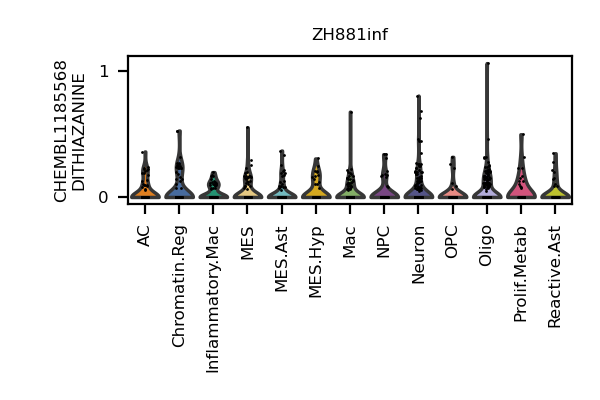 ZH881inf
CHEMBL1185568
DITHIAZANINE
1
0
AC
Chromatin.Reg
Inflammatory.Mac
MES
MES.Ast
MES.Hyp
Mac
NPC
Neuron
OPC
Oligo
Prolif.Metab
Reactive.Ast